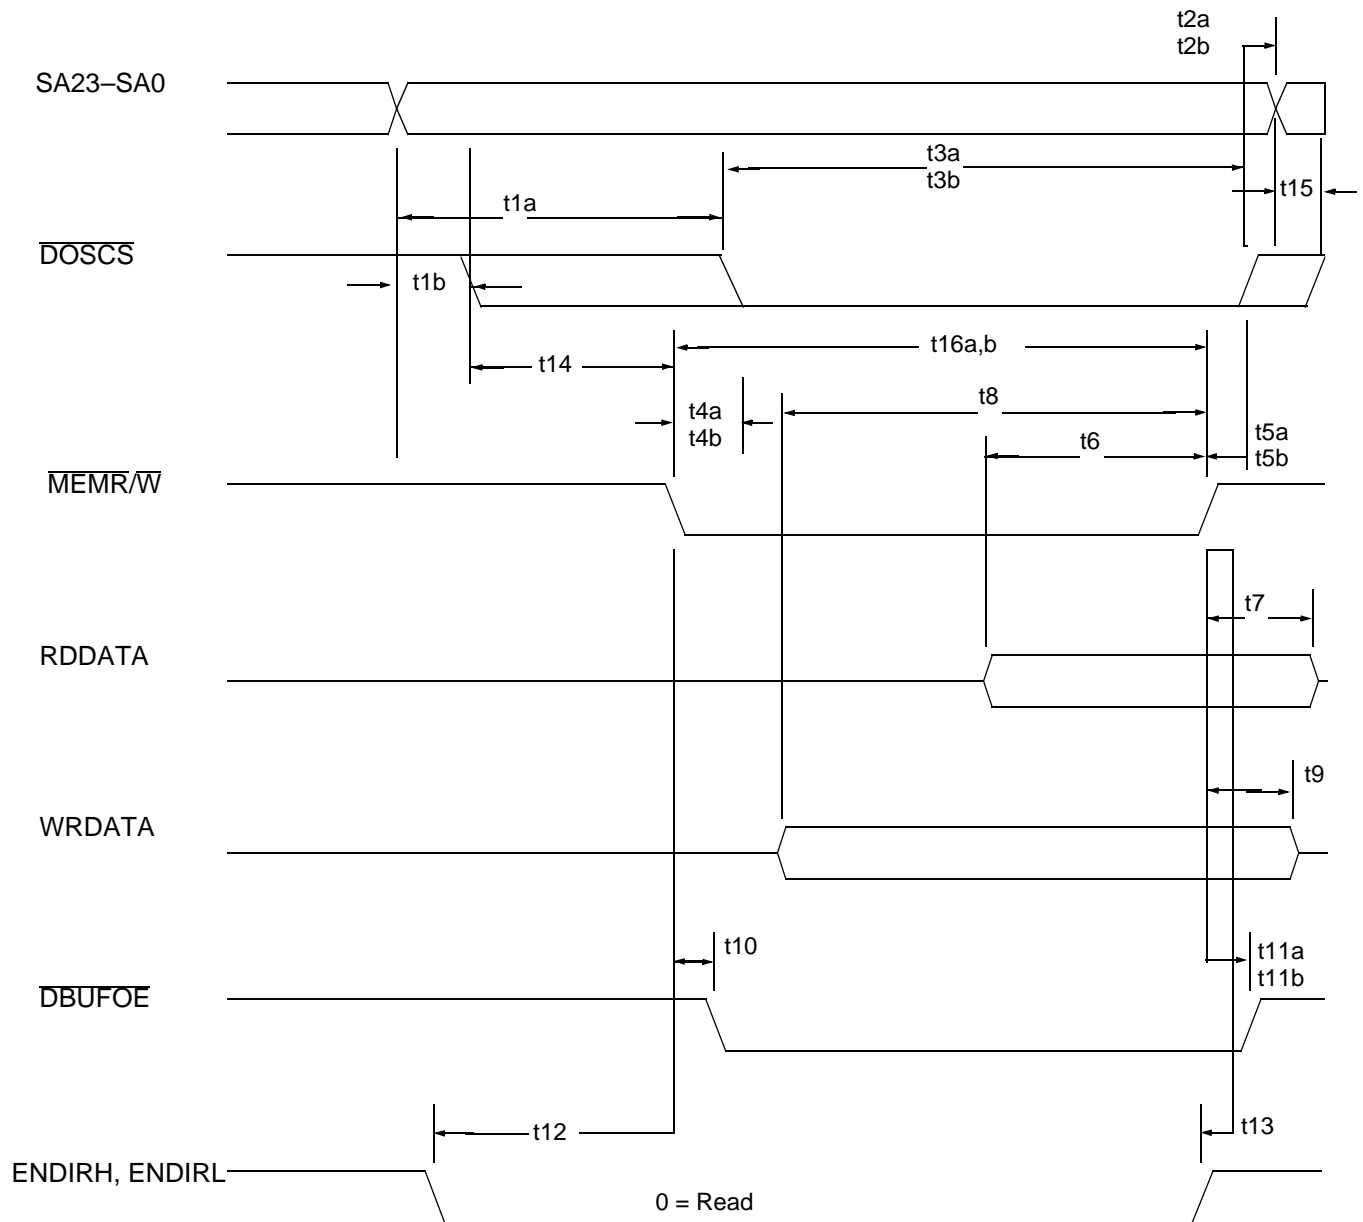 t2a
t2b
SA23–SA0
t3a
t3b
t15
t1a
DOSCS
t1b
t16a,b
t14
t8
t4a
t4b
t5a
t5b
t6
MEMR/W
t7
RDDATA
t9
WRDATA
t10
t11a
t11b
DBUFOE
t12
t13
ENDIRH, ENDIRL
0 = Read